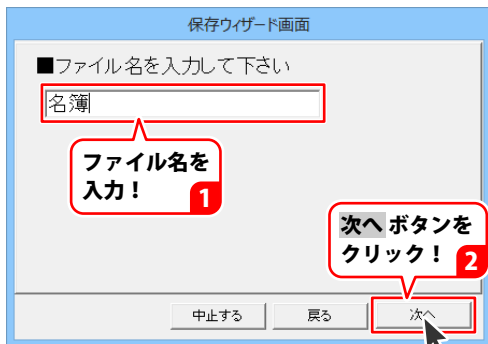 保存ウィザード画面
■ファイル名を入力して下さい
名簿
ファイル名を
入力！
1
次へ ボタンを
クリック！
2
中止する
戻る
次へ